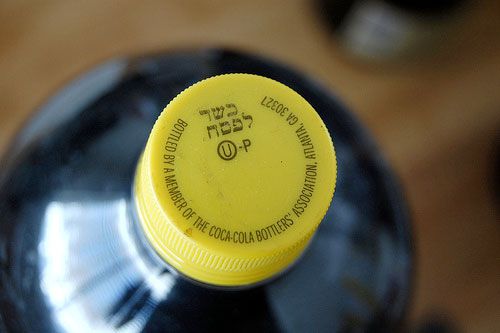 כשר
לפסח
Ⓤ-P
BOTTLED BY A MEMBER OF THE COCA-COLA BOTTLERS' ASSOCIATION, ATLANTA, GA 30327